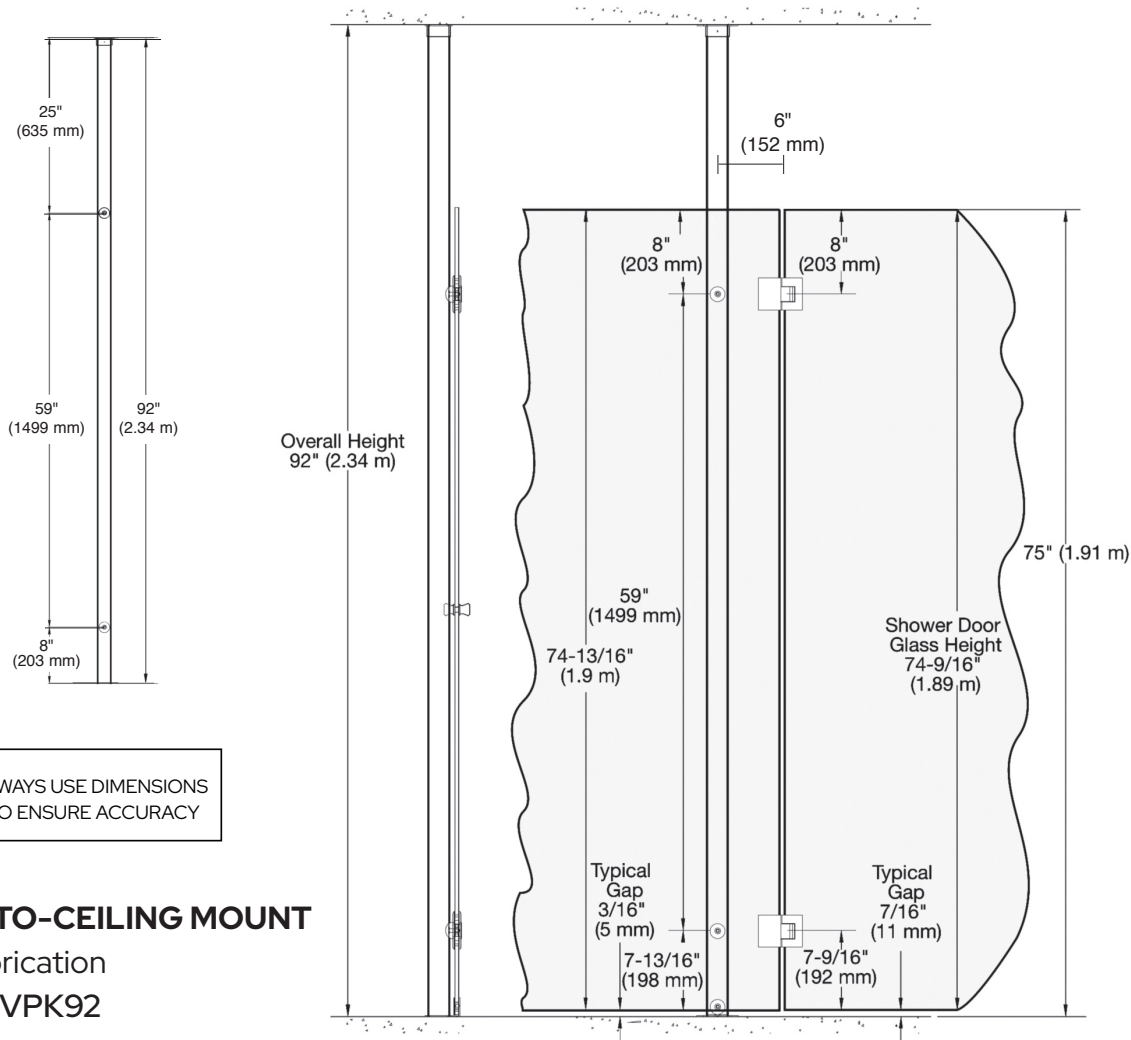 25"
(635 mm)
59"
(1499 mm)
92"
(2.34 m)
8"
(203 mm)
WAYS USE DIMENSIONS
O ENSURE ACCURACY
TO-CEILING MOUNT
rication
VPK92
6"
(152 mm)
8"
(203 mm)
8"
(203 mm)
Overall Height
92" (2.34 m)
75" (1.91 m)
59"
(1499 mm)
74-13/16"
(1.9 m)
Shower Door
Glass Height
74-9/16"
(1.89 m)
Typical
Gap
3/16"
(5 mm)
7-13/16"
(198 mm)
Typical
Gap
7/16"
(11 mm)
7-9/16"
(192 mm)